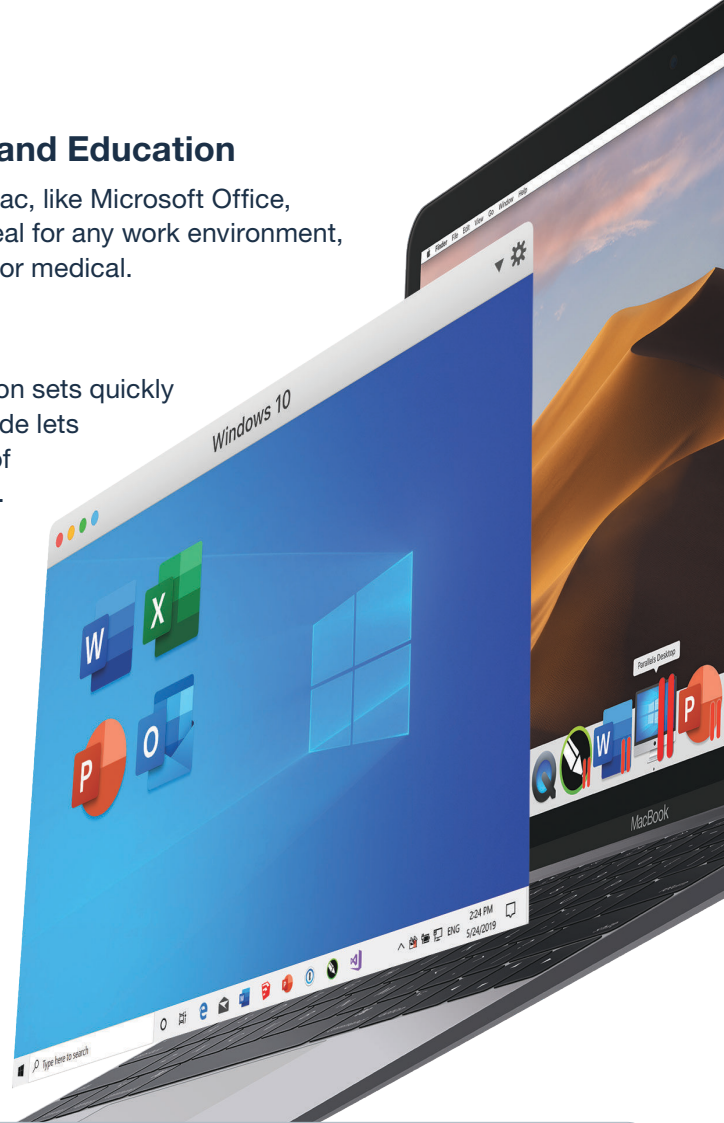 and Education
ac, like Microsoft Office,
eal for any work environment,
or medical.
on sets quickly
de lets
of
.
Finder File Edit View Go Window Help
Windows 10
W X
P O
Parallels Desktop
W P
MacBook
ENG 2:24 PM
5/24/2019
Type here to search